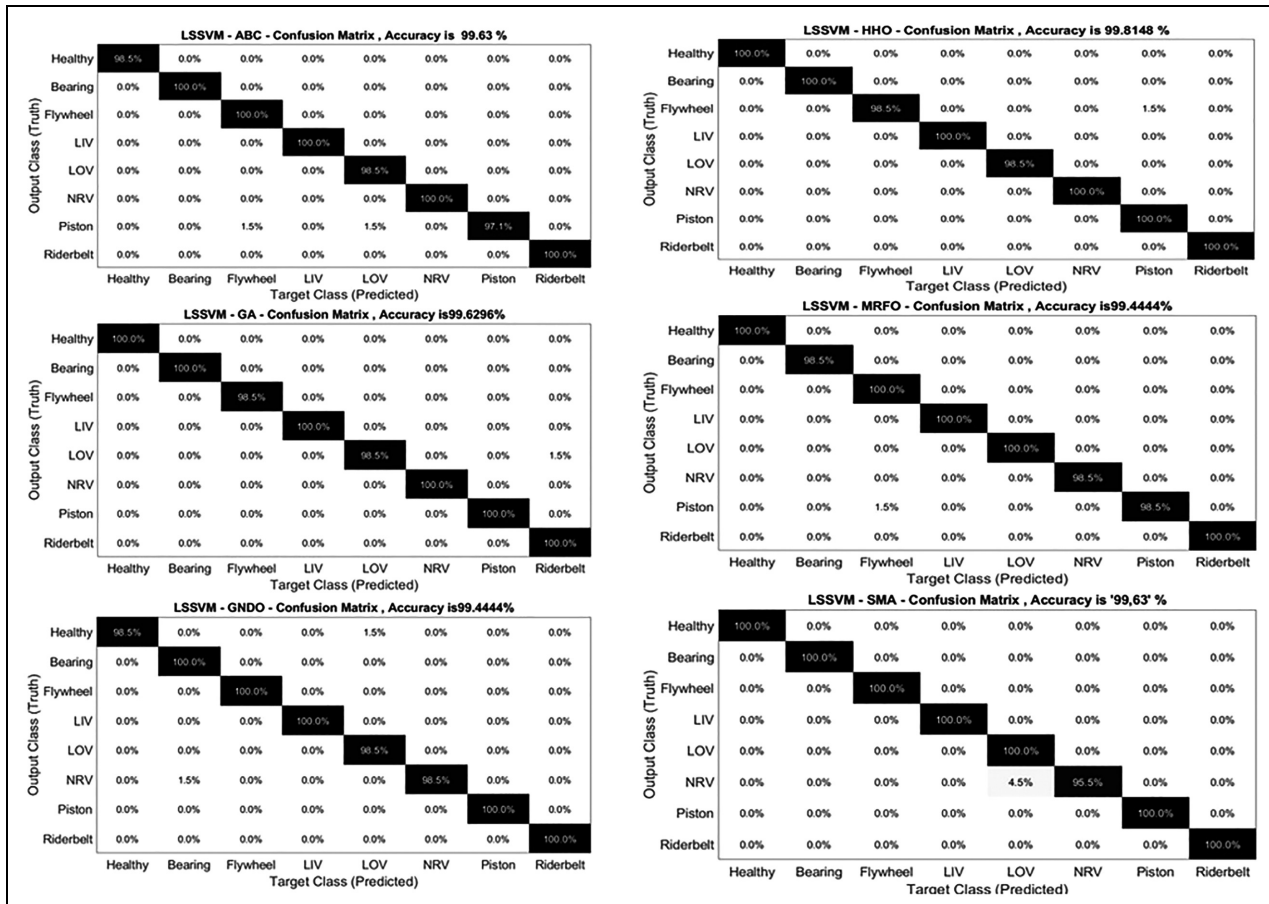 LSSVM - ABC - Confusion Matrix , Accuracy is 99.63 %
Output Class (Truth)
Healthy 98.5% 0.0% 0.0% 0.0% 0.0% 0.0% 0.0% 0.0%
Bearing 0.0% 100.0% 0.0% 0.0% 0.0% 0.0% 0.0% 0.0%
Flywheel 0.0% 0.0% 100.0% 0.0% 0.0% 0.0% 0.0% 0.0%
LIV 0.0% 0.0% 0.0% 100.0% 0.0% 0.0% 0.0% 0.0%
LOV 0.0% 0.0% 0.0% 0.0% 98.5% 0.0% 0.0% 0.0%
NRV 0.0% 0.0% 0.0% 0.0% 0.0% 100.0% 0.0% 0.0%
Piston 0.0% 0.0% 1.5% 0.0% 1.5% 0.0% 97.1% 0.0%
Riderbelt 0.0% 0.0% 0.0% 0.0% 0.0% 0.0% 0.0% 100.0%
Healthy Bearing Flywheel LIV LOV NRV Piston Riderbelt
Target Class (Predicted)
LSSVM - HHO - Confusion Matrix , Accuracy is 99.8148 %
Output Class (Truth)
Healthy 100.0% 0.0% 0.0% 0.0% 0.0% 0.0% 0.0% 0.0%
Bearing 0.0% 100.0% 0.0% 0.0% 0.0% 0.0% 0.0% 0.0%
Flywheel 0.0% 0.0% 98.5% 0.0% 0.0% 0.0% 1.5% 0.0%
LIV 0.0% 0.0% 0.0% 100.0% 0.0% 0.0% 0.0% 0.0%
LOV 0.0% 0.0% 0.0% 0.0% 98.5% 0.0% 0.0% 0.0%
NRV 0.0% 0.0% 0.0% 0.0% 0.0% 100.0% 0.0% 0.0%
Piston 0.0% 0.0% 0.0% 0.0% 0.0% 0.0% 100.0% 0.0%
Riderbelt 0.0% 0.0% 0.0% 0.0% 0.0% 0.0% 0.0% 100.0%
Healthy Bearing Flywheel LIV LOV NRV Piston Riderbelt
Target Class (Predicted)
LSSVM - GA - Confusion Matrix , Accuracy is99.6296%
Output Class (Truth)
Healthy 100.0% 0.0% 0.0% 0.0% 0.0% 0.0% 0.0% 0.0%
Bearing 0.0% 100.0% 0.0% 0.0% 0.0% 0.0% 0.0% 0.0%
Flywheel 0.0% 0.0% 98.5% 0.0% 0.0% 0.0% 0.0% 0.0%
LIV 0.0% 0.0% 0.0% 100.0% 0.0% 0.0% 0.0% 0.0%
LOV 0.0% 0.0% 0.0% 0.0% 98.5% 0.0% 0.0% 1.5%
NRV 0.0% 0.0% 0.0% 0.0% 0.0% 100.0% 0.0% 0.0%
Piston 0.0% 0.0% 0.0% 0.0% 0.0% 0.0% 100.0% 0.0%
Riderbelt 0.0% 0.0% 0.0% 0.0% 0.0% 0.0% 0.0% 100.0%
Healthy Bearing Flywheel LIV LOV NRV Piston Riderbelt
Target Class (Predicted)
LSSVM - MRFO - Confusion Matrix , Accuracy is99.4444%
Output Class (Truth)
Healthy 100.0% 0.0% 0.0% 0.0% 0.0% 0.0% 0.0% 0.0%
Bearing 0.0% 98.5% 0.0% 0.0% 0.0% 0.0% 0.0% 0.0%
Flywheel 0.0% 0.0% 100.0% 0.0% 0.0% 0.0% 0.0% 0.0%
LIV 0.0% 0.0% 0.0% 100.0% 0.0% 0.0% 0.0% 0.0%
LOV 0.0% 0.0% 0.0% 0.0% 100.0% 0.0% 0.0% 0.0%
NRV 0.0% 0.0% 0.0% 0.0% 0.0% 98.5% 0.0% 0.0%
Piston 0.0% 0.0% 1.5% 0.0% 0.0% 0.0% 98.5% 0.0%
Riderbelt 0.0% 0.0% 0.0% 0.0% 0.0% 0.0% 0.0% 100.0%
Healthy Bearing Flywheel LIV LOV NRV Piston Riderbelt
Target Class (Predicted)
LSSVM - GNDO - Confusion Matrix , Accuracy is99.4444%
Output Class (Truth)
Healthy 98.5% 0.0% 0.0% 0.0% 1.5% 0.0% 0.0% 0.0%
Bearing 0.0% 100.0% 0.0% 0.0% 0.0% 0.0% 0.0% 0.0%
Flywheel 0.0% 0.0% 100.0% 0.0% 0.0% 0.0% 0.0% 0.0%
LIV 0.0% 0.0% 0.0% 100.0% 0.0% 0.0% 0.0% 0.0%
LOV 0.0% 0.0% 0.0% 0.0% 98.5% 0.0% 0.0% 0.0%
NRV 0.0% 1.5% 0.0% 0.0% 0.0% 98.5% 0.0% 0.0%
Piston 0.0% 0.0% 0.0% 0.0% 0.0% 0.0% 100.0% 0.0%
Riderbelt 0.0% 0.0% 0.0% 0.0% 0.0% 0.0% 0.0% 100.0%
Healthy Bearing Flywheel LIV LOV NRV Piston Riderbelt
Target Class (Predicted)
LSSVM - SMA - Confusion Matrix , Accuracy is '99,63' %
Output Class (Truth)
Healthy 100.0% 0.0% 0.0% 0.0% 0.0% 0.0% 0.0% 0.0%
Bearing 0.0% 100.0% 0.0% 0.0% 0.0% 0.0% 0.0% 0.0%
Flywheel 0.0% 0.0% 100.0% 0.0% 0.0% 0.0% 0.0% 0.0%
LIV 0.0% 0.0% 0.0% 100.0% 0.0% 0.0% 0.0% 0.0%
LOV 0.0% 0.0% 0.0% 0.0% 100.0% 0.0% 0.0% 0.0%
NRV 0.0% 0.0% 0.0% 0.0% 4.5% 95.5% 0.0% 0.0%
Piston 0.0% 0.0% 0.0% 0.0% 0.0% 0.0% 100.0% 0.0%
Riderbelt 0.0% 0.0% 0.0% 0.0% 0.0% 0.0% 0.0% 100.0%
Healthy Bearing Flywheel LIV LOV NRV Piston Riderbelt
Target Class (Predicted)